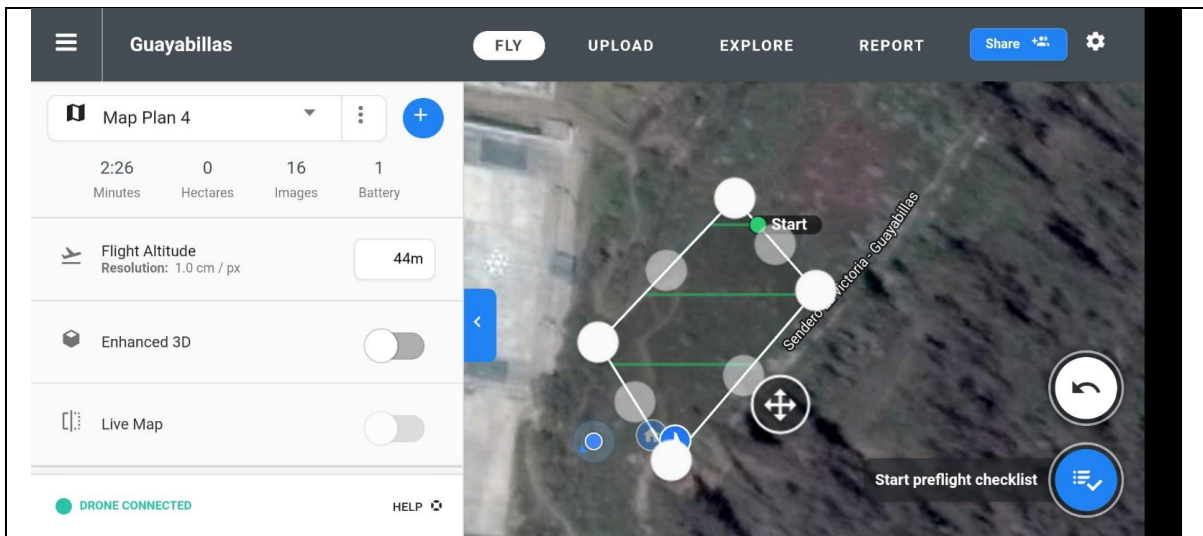 Guayabillas
FLY UPLOAD EXPLORE REPORT Share
Map Plan 4
2:26 0 16 1
Minutes Hectares Images Battery
Flight Altitude
Resolution: 1.0 cm / px
44m
Enhanced 3D
Live Map
DRONE CONNECTED
HELP
Start
Victoria - Guayabillas
Sendero
Start preflight checklist